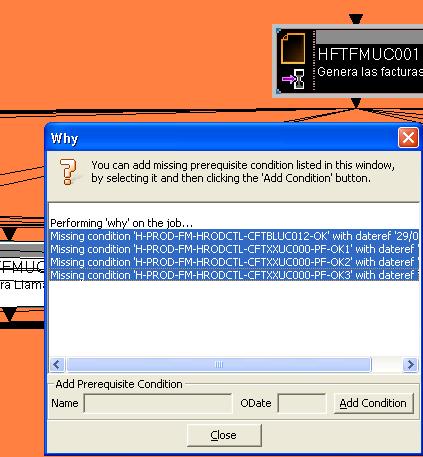 HFTFMUC001
Genera las facturas
Why
You can add missing prerequisite condition listed in this window,
by selecting it and then clicking the 'Add Condition' button.
Performing 'why' on the job...
Missing condition 'H-PROD-FM-HRODCTL-CFTBLUC012-OK' with dateref '29/0
Missing condition 'H-PROD-FM-HRODCTL-CFTXXUC000-PF-OK1' with dateref '
Missing condition 'H-PROD-FM-HRODCTL-CFTXXUC000-PF-OK2' with dateref '
Missing condition 'H-PROD-FM-HRODCTL-CFTXXUC000-PF-OK3' with dateref '
TFMUC
ra Llama
Add Prerequisite Condition
Name ODate Add Condition
Close